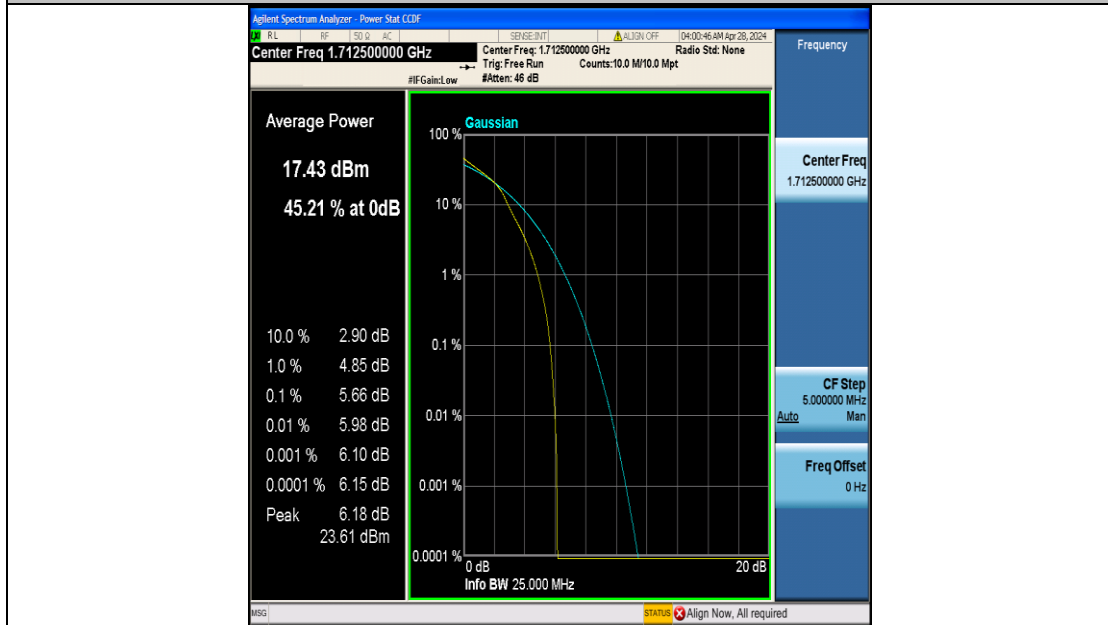 Agilent Spectrum Analyzer - Power Stat CCDF
RL RF 50 Ω AC SENSE:INT ALIGN OFF 04:00:46 AM Apr 28, 2024
Center Freq 1.712500000 GHz Center Freq: 1.712500000 GHz Radio Std: None
Trig: Free Run Counts:10.0 M/10.0 Mpt
#IFGain:Low #Atten: 46 dB
Frequency
Average Power
17.43 dBm
45.21 % at 0dB
10.0 % 2.90 dB
1.0 % 4.85 dB
0.1 % 5.66 dB
0.01 % 5.98 dB
0.001 % 6.10 dB
0.0001 % 6.15 dB
Peak 6.18 dB
23.61 dBm
Gaussian
100 %
10 %
1 %
0.1 %
0.01 %
0.001 %
0.0001 %
0 dB 20 dB
Info BW 25.000 MHz
Center Freq
1.712500000 GHz
CF Step
5.000000 MHz
Auto Man
Freq Offset
0 Hz
MSG STATUS Align Now, All required